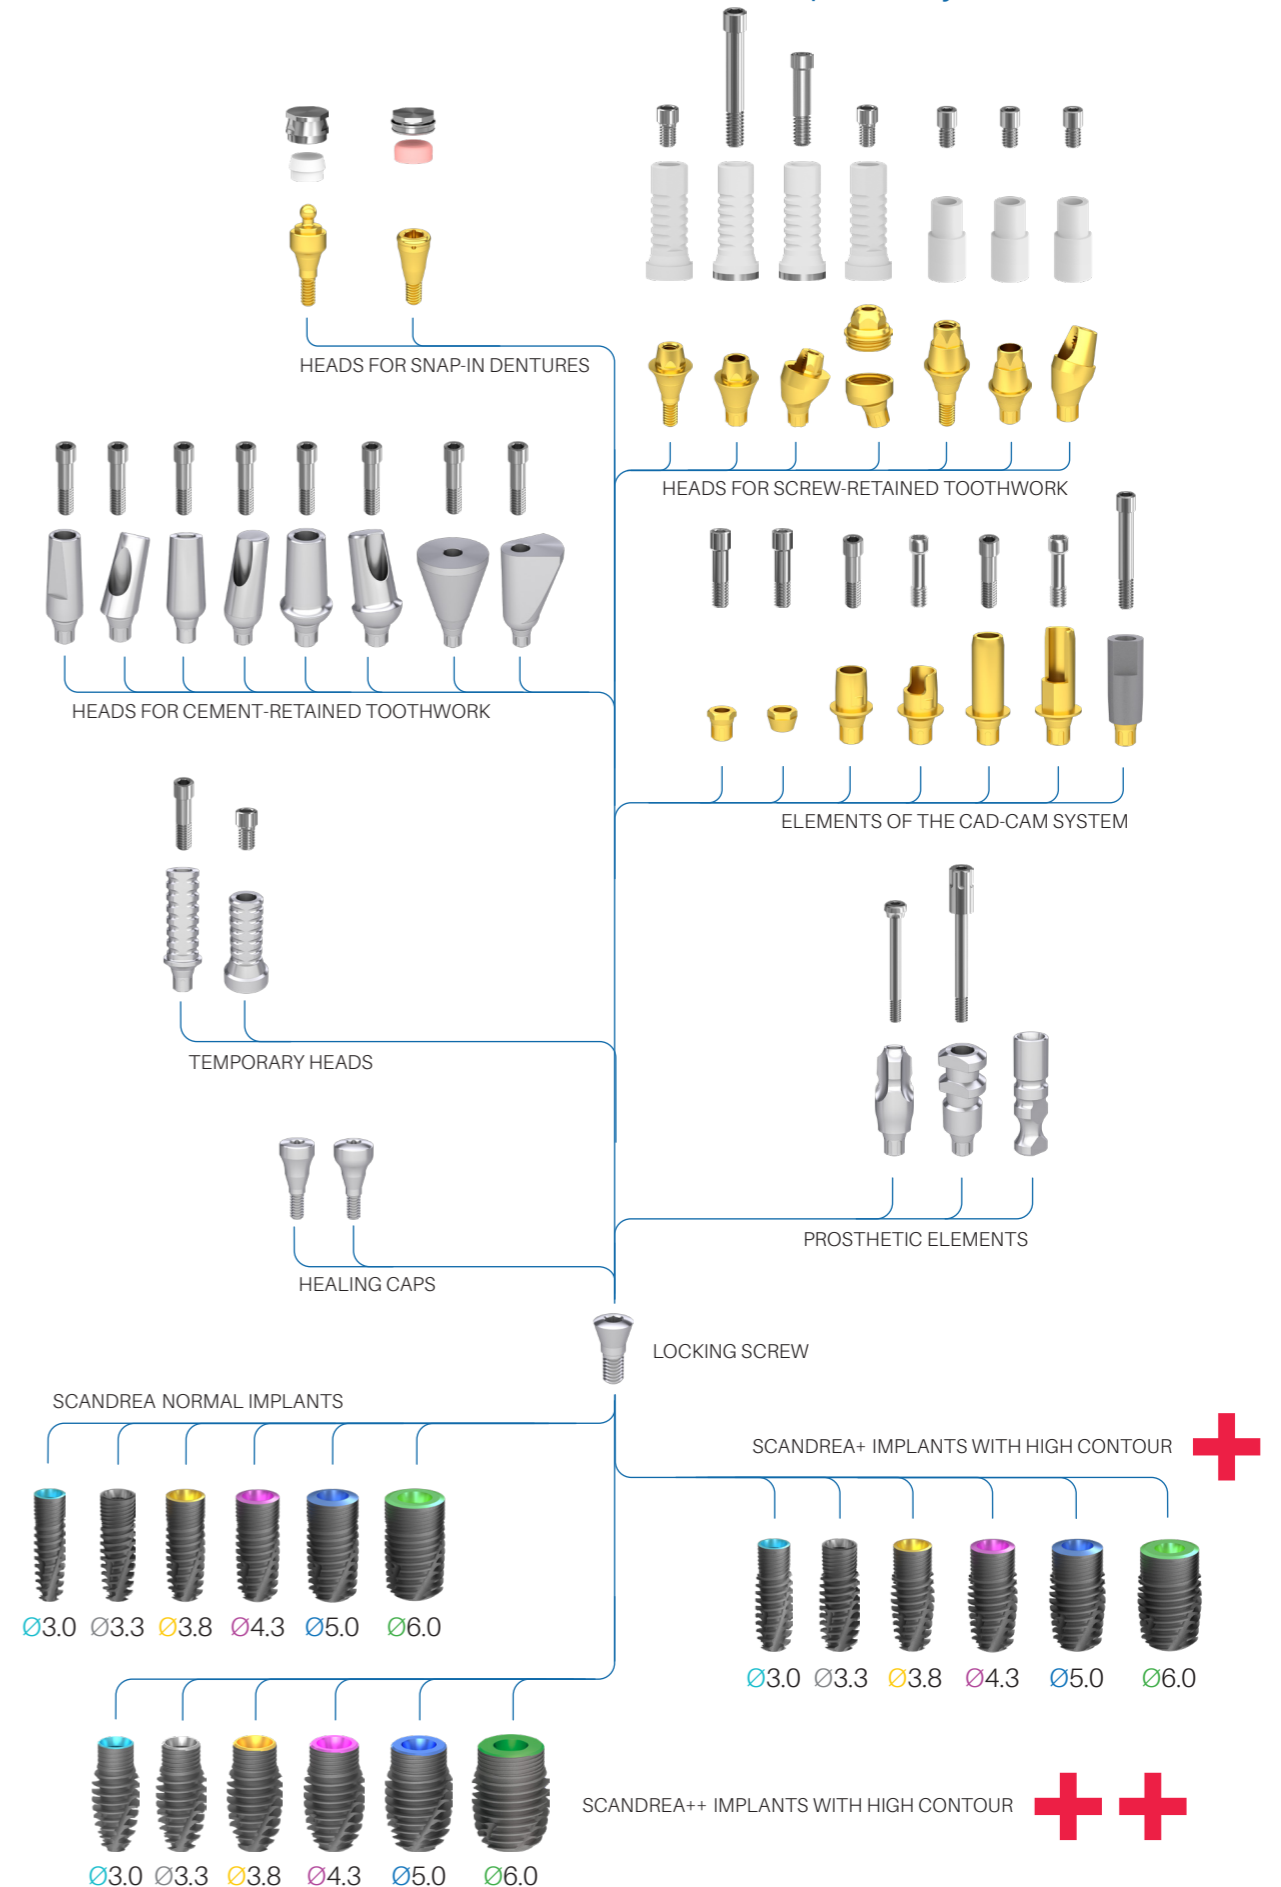 HEADS FOR SNAP-IN DENTURES
HEADS FOR SCREW-RETAINED TOOTHWORK
HEADS FOR CEMENT-RETAINED TOOTHWORK
ELEMENTS OF THE CAD-CAM SYSTEM
TEMPORARY HEADS
PROSTHETIC ELEMENTS
HEALING CAPS
LOCKING SCREW
SCANDREA NORMAL IMPLANTS
Ø3.0 Ø3.3 Ø3.8 Ø4.3 Ø5.0 Ø6.0
SCANDREA+ IMPLANTS WITH HIGH CONTOUR
Ø3.0 Ø3.3 Ø3.8 Ø4.3 Ø5.0 Ø6.0
SCANDREA++ IMPLANTS WITH HIGH CONTOUR
Ø3.0 Ø3.3 Ø3.8 Ø4.3 Ø5.0 Ø6.0